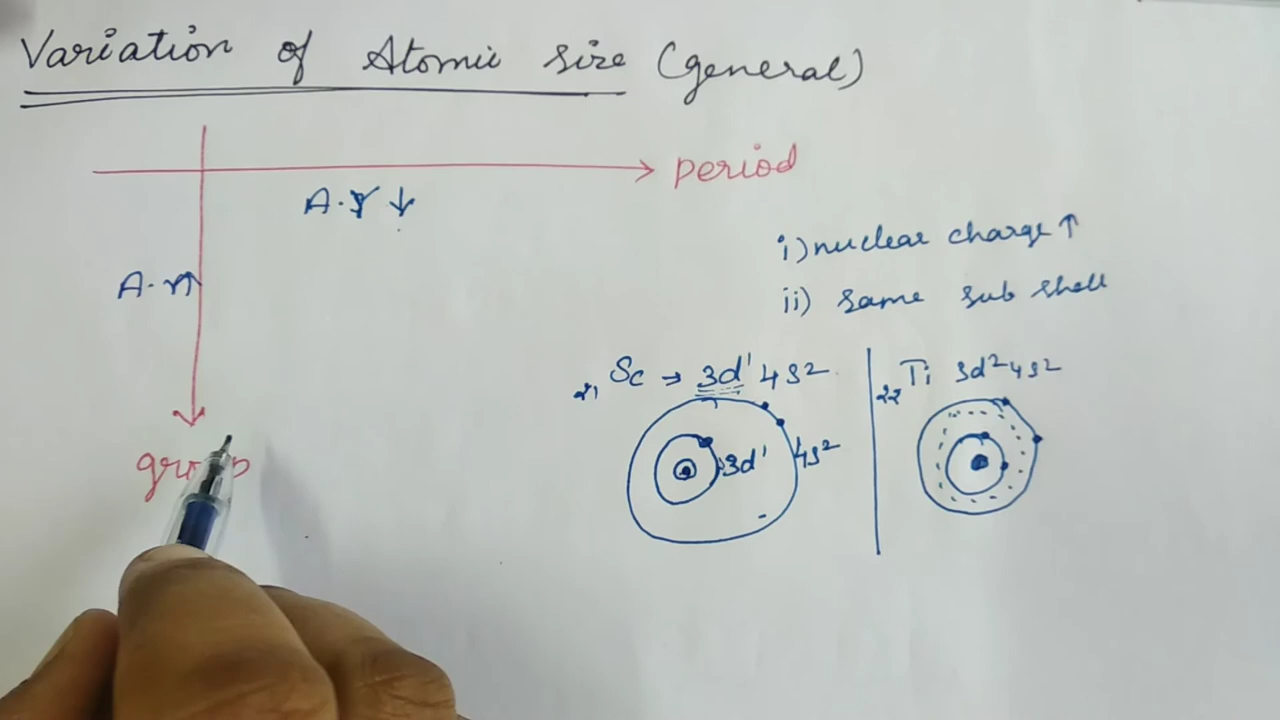 Variation of Atomic size (general)
period
A.r ↓
i) nuclear charge ↑
A.r↑
ii) same sub shell
21 Sc → 3d¹ 4s²
22 Ti 3d² 4s²
3d¹
4s²
group